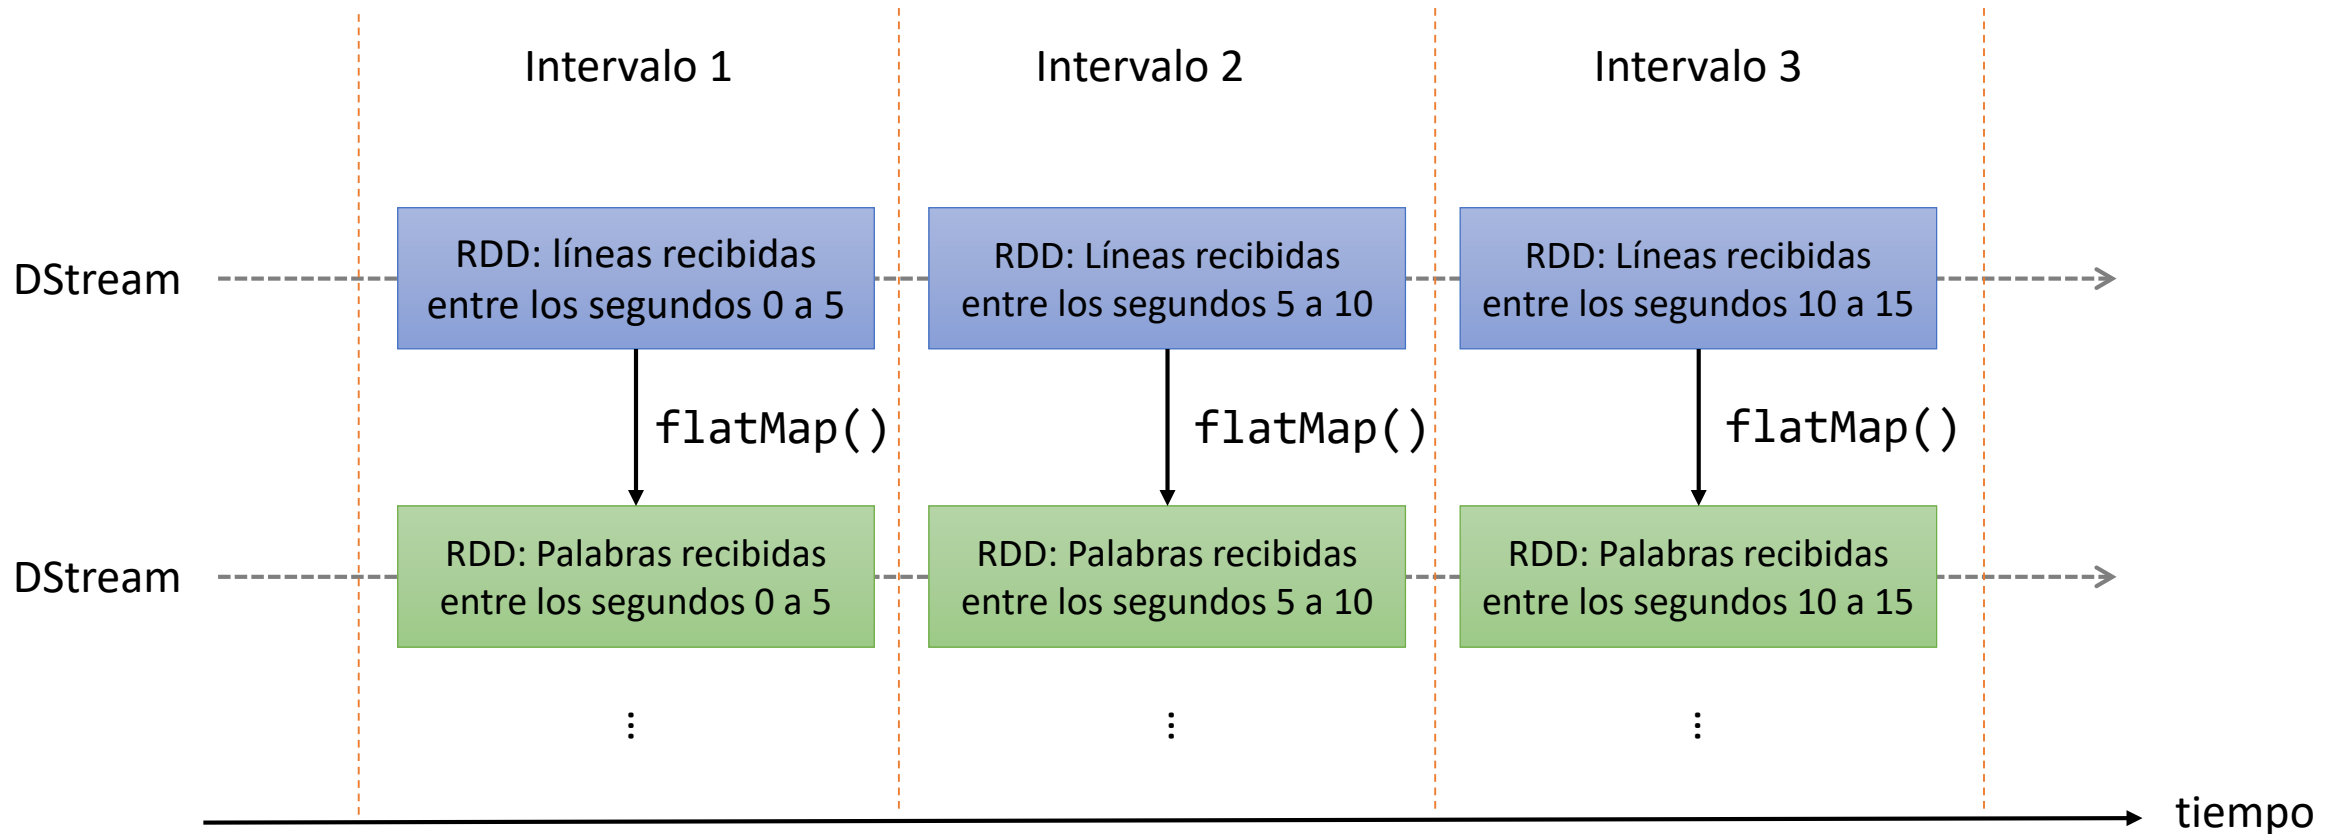 Intervalo 1
Intervalo 2
Intervalo 3
DStream
RDD: líneas recibidas
entre los segundos 0 a 5
RDD: Líneas recibidas
entre los segundos 5 a 10
RDD: Líneas recibidas
entre los segundos 10 a 15
flatMap()
flatMap()
flatMap()
DStream
RDD: Palabras recibidas
entre los segundos 0 a 5
RDD: Palabras recibidas
entre los segundos 5 a 10
RDD: Palabras recibidas
entre los segundos 10 a 15
...
...
...
tiempo